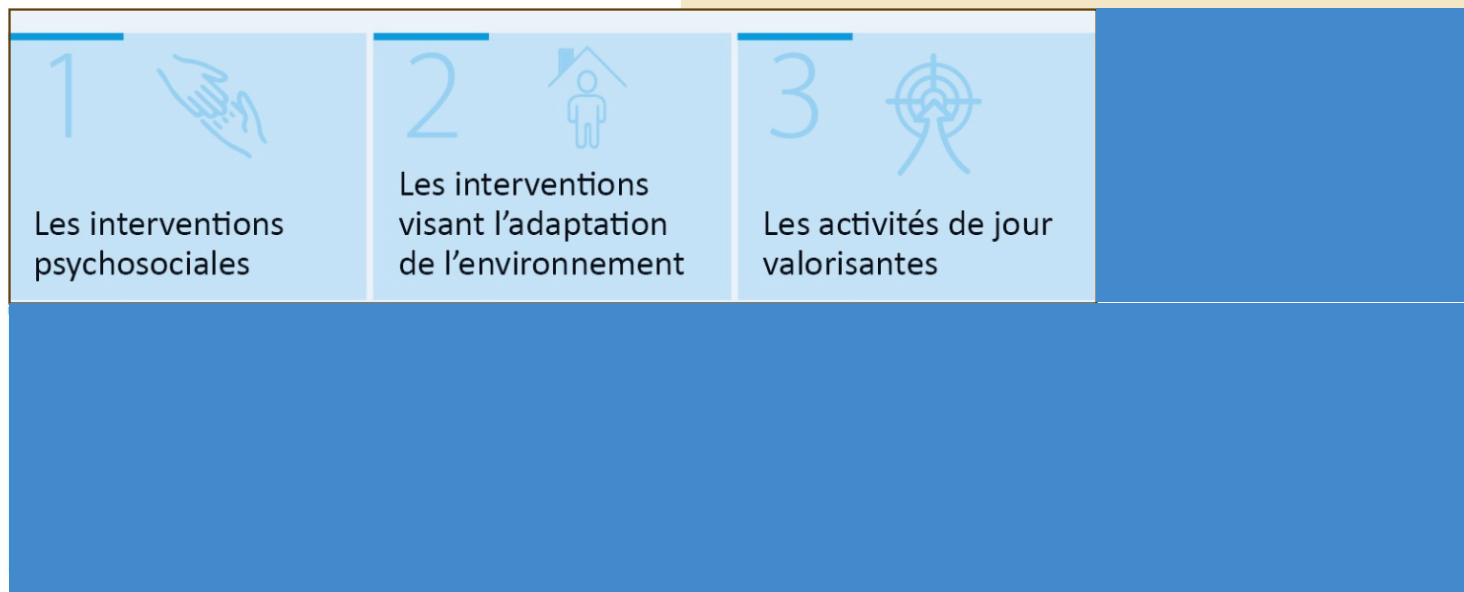 1
Les interventions
psychosociales
2
Les interventions
visant l’adaptation
de l’environnement
3
Les activités de jour
valorisantes